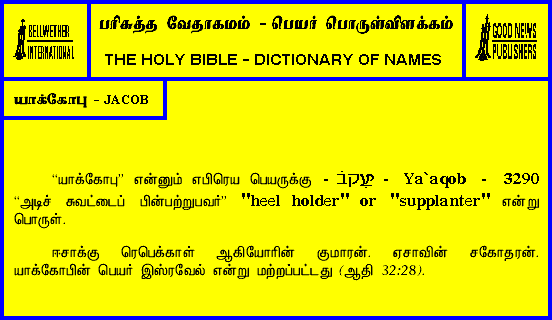 BELLWETHER
INTERNATIONAL
பரிசுத்த வேதாகமம் - பெயர் பொருள்விளக்கம்
THE HOLY BIBLE - DICTIONARY OF NAMES
GOOD NEWS
PUBLISHERS
யாக்கோபு - JACOB
“யாக்கோபு” என்னும் எபிரெய பெயருக்கு - יַעֲקֹב - Ya`aqob - 3290
“அடிச் சுவட்டைப் பின்பற்றுபவர்” "heel holder" or "supplanter" என்று
பொருள்.
ஈசாக்கு ரெபெக்காள் ஆகியோரின் குமாரன். ஏசாவின் சகோதரன்.
யாக்கோபின் பெயர் இஸ்ரவேல் என்று மற்றப்பட்டது (ஆதி 32:28).